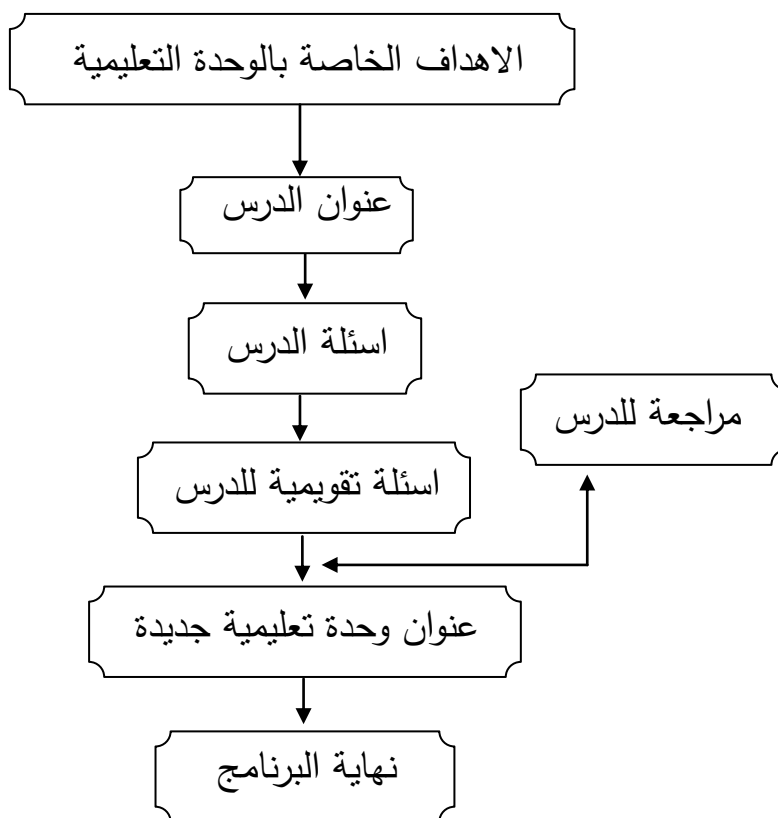 الاهداف الخاصة بالوحدة التعليمية
عنوان الدرس
اسئلة الدرس
مراجعة للدرس
اسئلة تقويمية للدرس
عنوان وحدة تعليمية جديدة
نهاية البرنامج